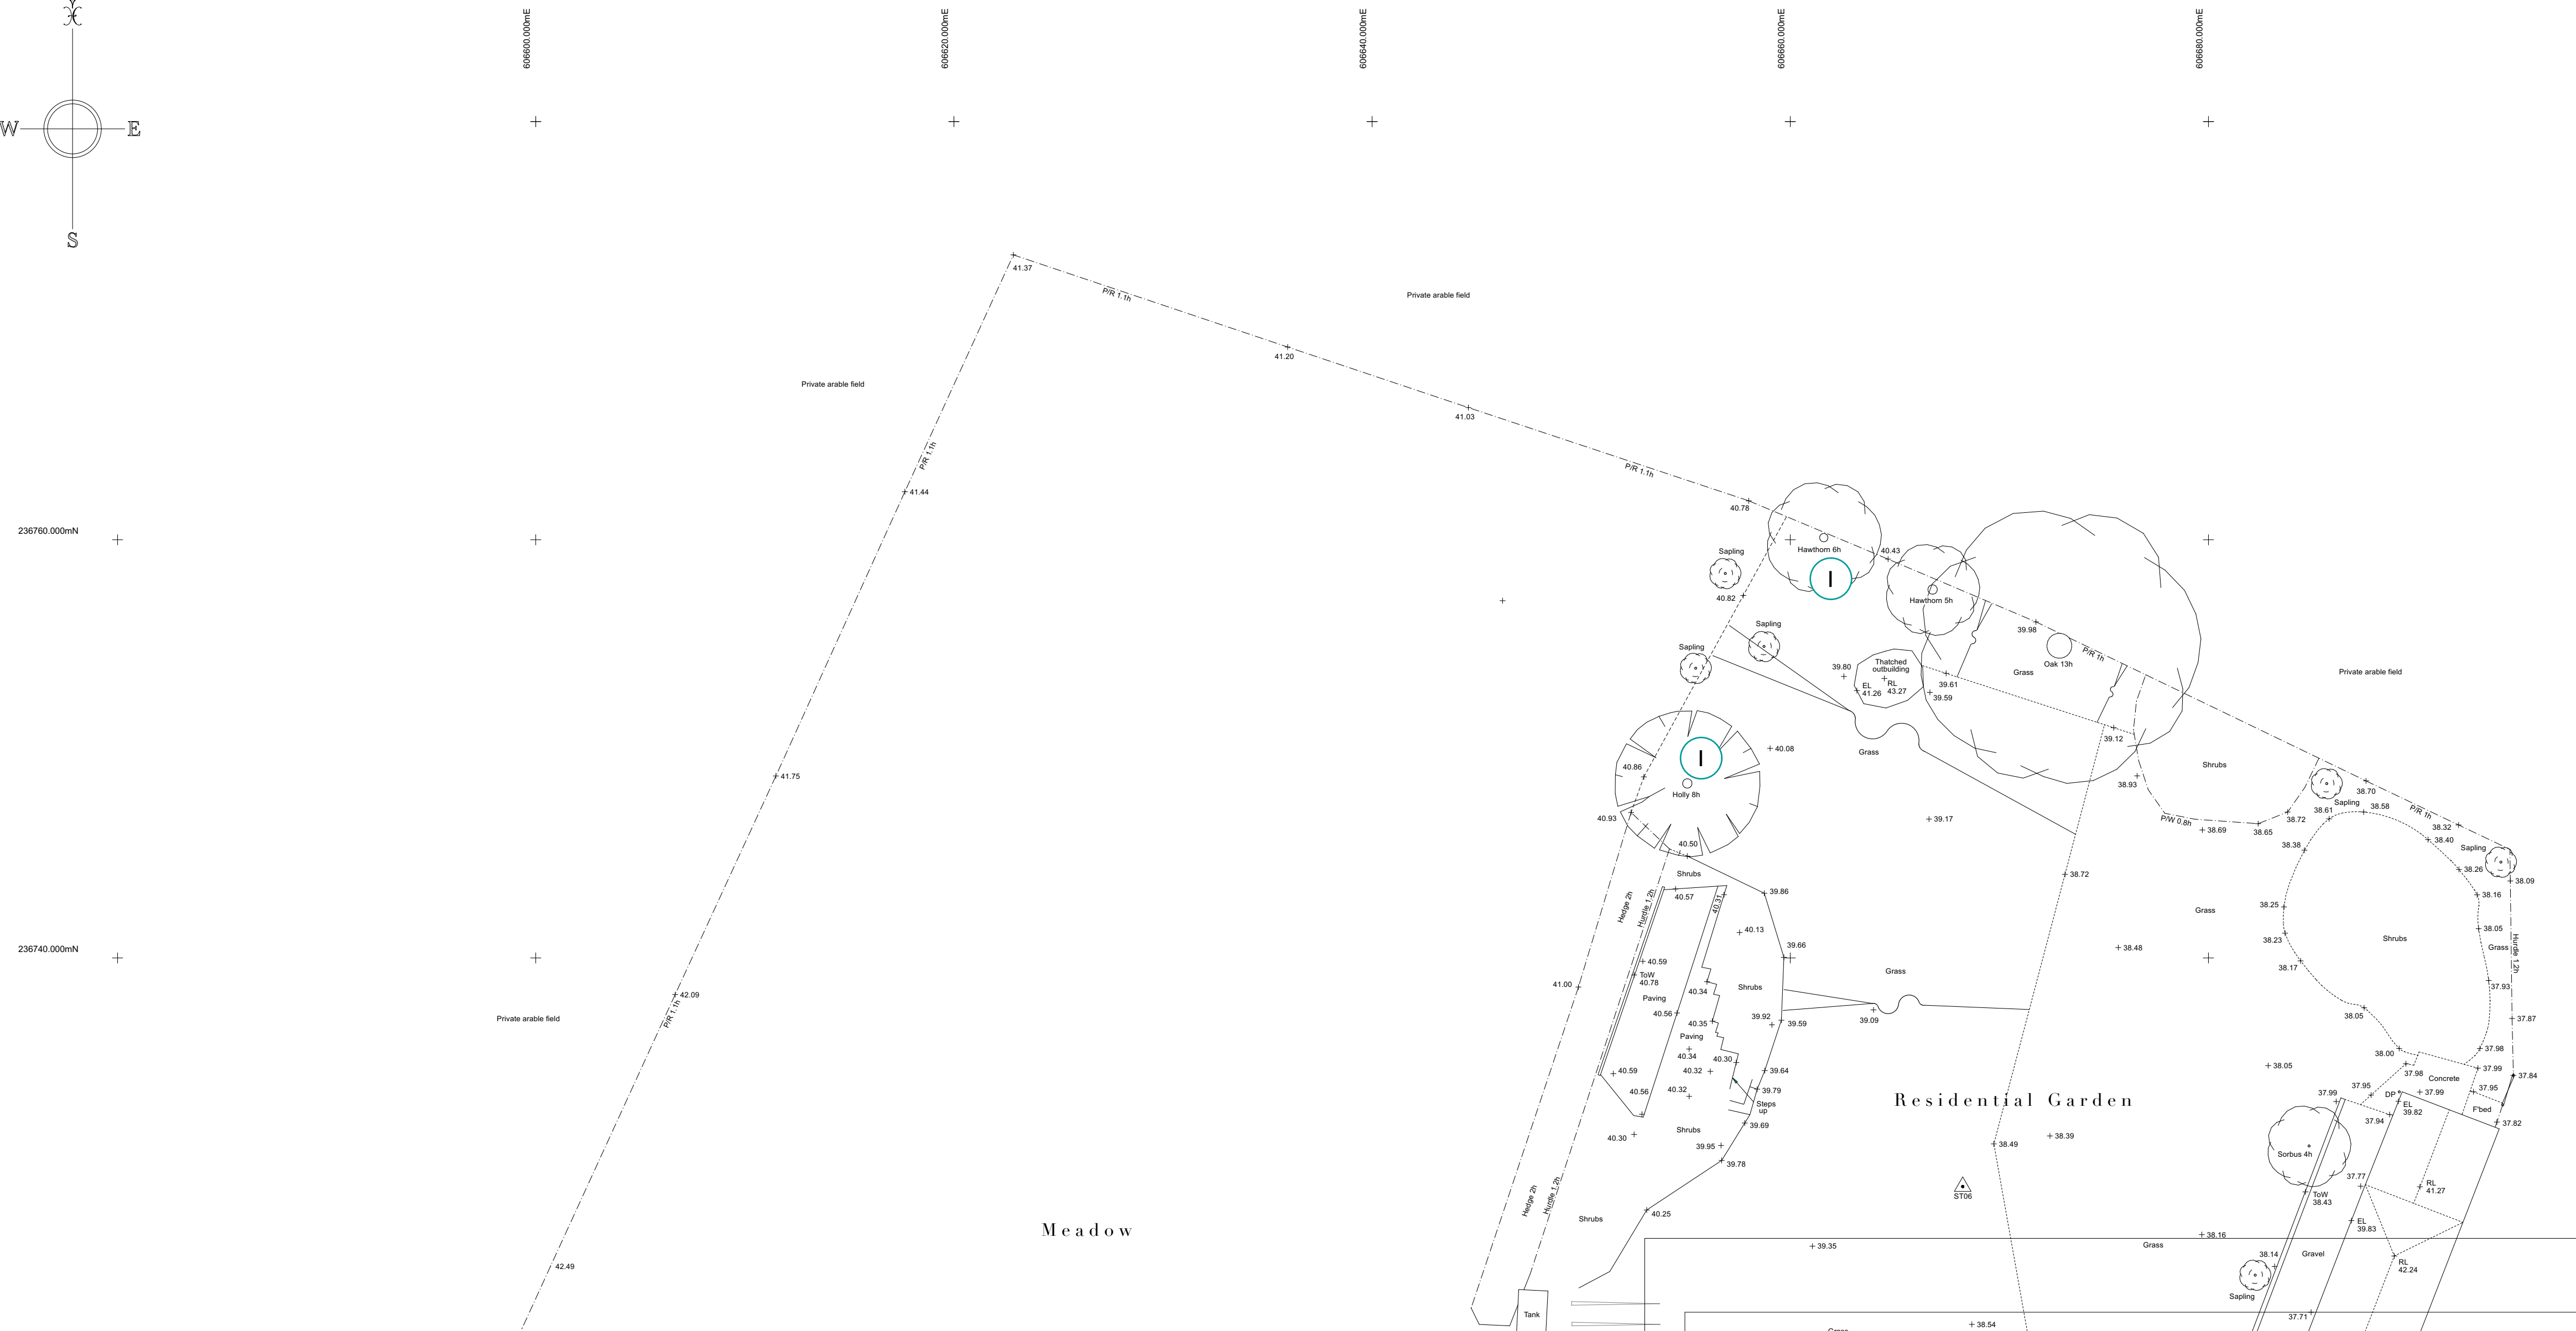 606600.000mE
606620.000mE
606640.000mE
606660.000mE
606680.000mE
W
E
S
41.37
P/R 1.1h
Private arable field
41.20
Private arable field
41.03
P/R 1.1h
P/R 1.1h
41.44
40.78
236760.000mN
Sapling
Hawthorn 6h
40.43
I
40.82
Hawthorn 5h
Sapling
39.98
Sapling
P/R 1h
Oak 13h
39.80
Thatched
outbuilding
Grass
Private arable field
EL
41.26
RL
43.27
39.61
39.59
39.12
40.08
Grass
I
40.86
Shrubs
41.75
38.93
Holly 8h
38.70
Sapling
38.61
38.58
40.93
39.17
P/W 0.8h
38.69
38.65
38.72
P/R 1h
38.32
38.40
40.50
38.38
Sapling
Shrubs
38.26
38.72
38.09
39.86
40.57
40.31
38.16
Hedge 2h
Hurdle 1.2h
38.25
Grass
40.13
38.05
38.23
Shrubs
Grass
39.66
38.48
236740.000mN
Hurdle 1.2h
40.59
38.17
ToW
40.78
Grass
41.00
40.34
Shrubs
37.93
42.09
Paving
P/R 1.1h
Private arable field
40.56
40.35
39.92
39.59
39.09
38.05
37.87
Paving
40.34
40.30
38.00
37.98
40.59
40.32
39.64
38.05
37.98
37.99
Concrete
37.84
40.56
40.32
39.79
37.95
37.99
37.95
37.99
DP
EL
39.82
F'bed
Steps
up
Residential Garden
37.94
37.82
39.69
40.30
Shrubs
38.39
39.95
38.49
Sorbus 4h
39.78
37.77
RL
41.27
ST06
ToW
38.43
Hedge 2h
Hurdle 1.2h
Shrubs
40.25
EL
39.83
Meadow
38.16
39.35
Grass
38.14
Gravel
42.49
RL
42.24
Sapling
Tank
37.71
38.54